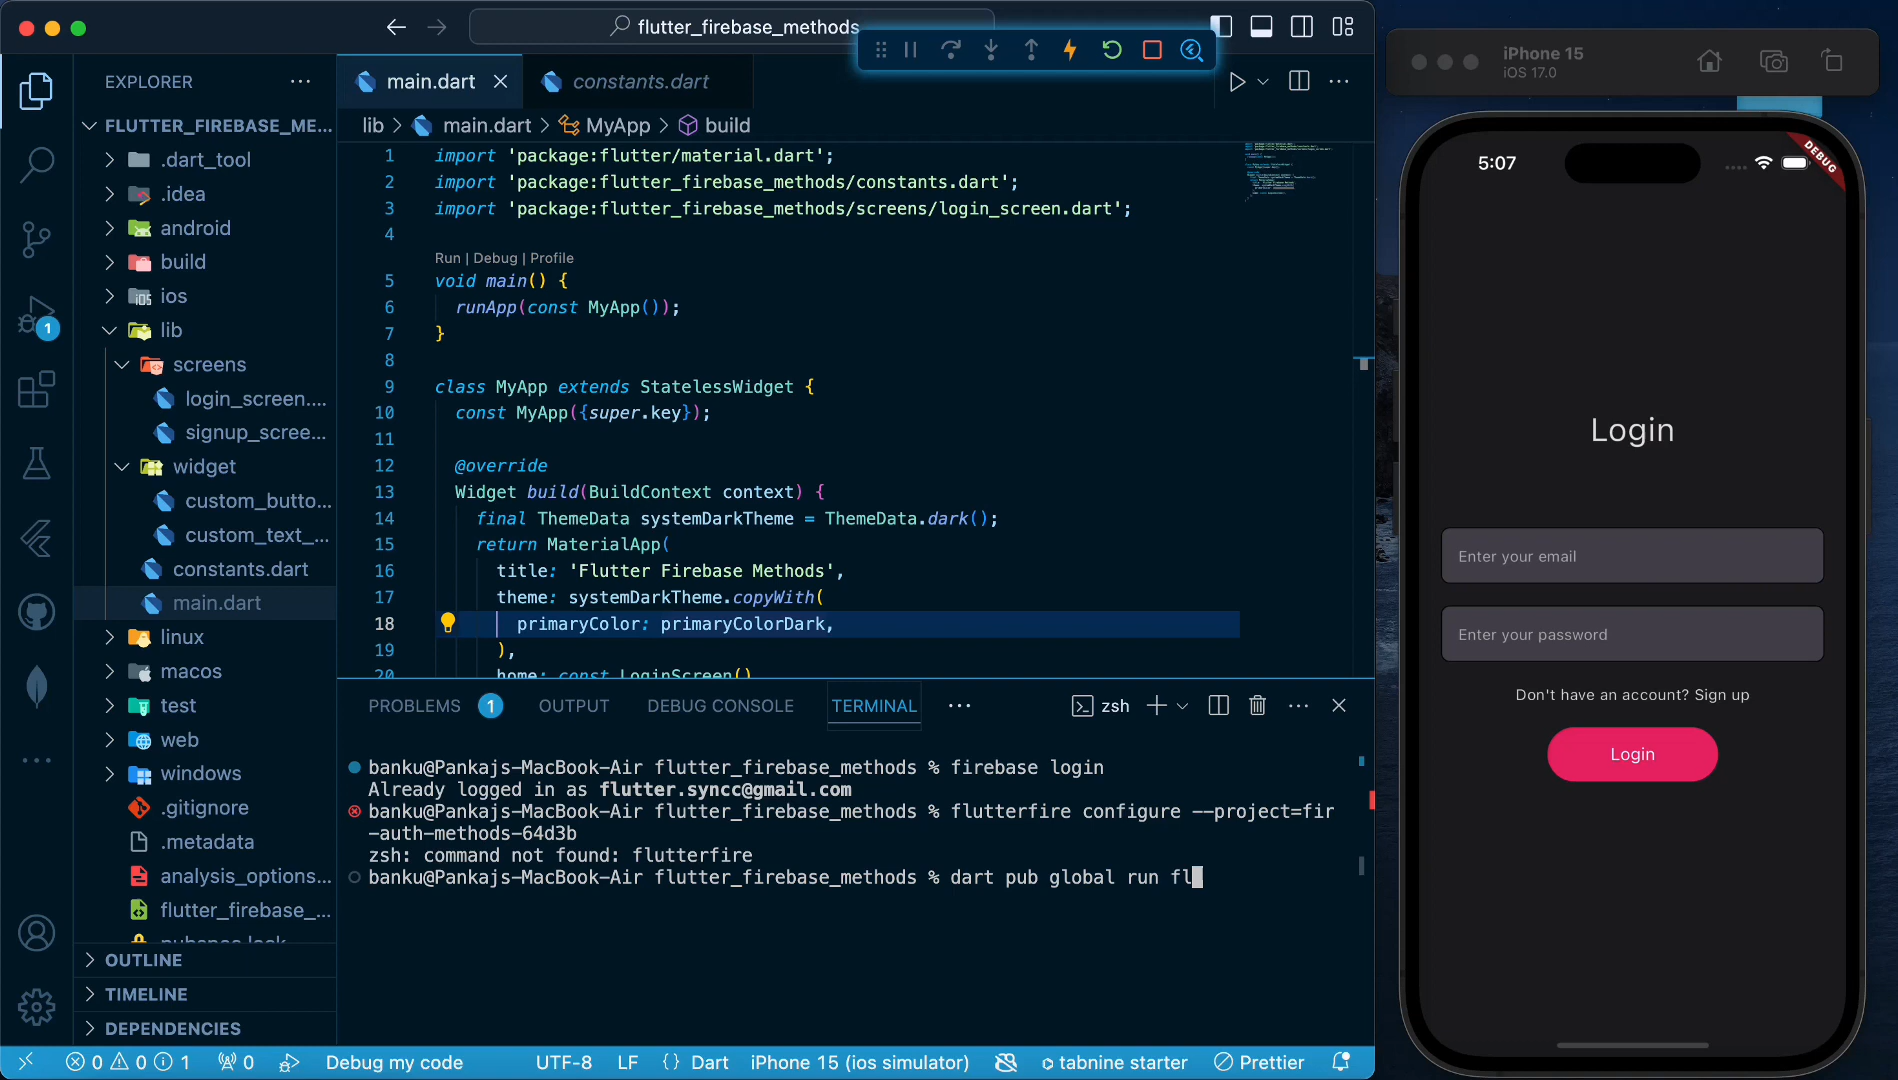 flutter_firebase_methods
EXPLORER
FLUTTER_FIREBASE_ME...
.dart_tool
.idea
android
build
ios
lib
screens
login_screen....
signup_scree...
widget
custom_butto...
custom_text_...
constants.dart
main.dart
linux
macos
test
web
windows
.gitignore
.metadata
analysis_options...
flutter_firebase_...
pubspec.lock
OUTLINE
TIMELINE
DEPENDENCIES
1
main.dart
constants.dart
lib > main.dart > MyApp > build
1 import 'package:flutter/material.dart';
2 import 'package:flutter_firebase_methods/constants.dart';
3 import 'package:flutter_firebase_methods/screens/login_screen.dart';
4
Run | Debug | Profile
5 void main() {
6 runApp(const MyApp());
7 }
8
9 class MyApp extends StatelessWidget {
10 const MyApp({super.key});
11
12 @override
13 Widget build(BuildContext context) {
14 final ThemeData systemDarkTheme = ThemeData.dark();
15 return MaterialApp(
16 title: 'Flutter Firebase Methods',
17 theme: systemDarkTheme.copyWith(
18 primaryColor: primaryColorDark,
19 ),
20 home: const LoginScreen()
PROBLEMS 1 OUTPUT DEBUG CONSOLE TERMINAL ... zsh
banku@Pankajs-MacBook-Air flutter_firebase_methods % firebase login
Already logged in as flutter.syncc@gmail.com
banku@Pankajs-MacBook-Air flutter_firebase_methods % flutterfire configure --project=fir
-auth-methods-64d3b
zsh: command not found: flutterfire
banku@Pankajs-MacBook-Air flutter_firebase_methods % dart pub global run fl
0 0 1 0 Debug my code UTF-8 LF {} Dart iPhone 15 (ios simulator) tabnine starter Prettier
iPhone 15
iOS 17.0
5:07
DEBUG
Login
Enter your email
Enter your password
Don't have an account? Sign up
Login